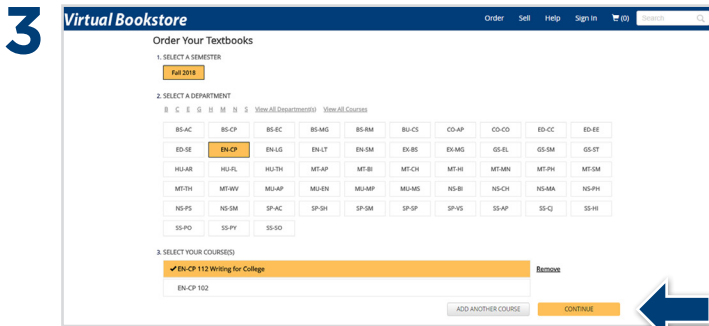 3
Virtual Bookstore
Order Sell Help Sign in (0) Search
Order Your Textbooks
1. SELECT A SEMESTER
Fall 2018
2. SELECT A DEPARTMENT
B C E G H M N S View All Department(s) View All Courses
BS-AC BS-CP BS-EC BS-MG BS-RM BU-CS CO-AP CO-CO ED-CC ED-EE
ED-SE EN-CP EN-LG EN-LT EN-SM EX-BS EX-MG GS-EL GS-SM GS-ST
HU-AR HU-FL HU-TH MT-AP MT-BI MT-CH MT-HI MT-MN MT-PH MT-SM
MT-TH MT-WV MU-AP MU-EN MU-MP MU-MS NS-BI NS-CH NS-MA NS-PH
NS-PS NS-SM SP-AC SP-SH SP-SM SP-SP SP-VS SS-AP SS-CJ SS-HI
SS-PO SS-PY SS-SO
3. SELECT YOUR COURSE(S)
✔EN-CP 112 Writing for College Remove
EN-CP 102
ADD ANOTHER COURSE CONTINUE